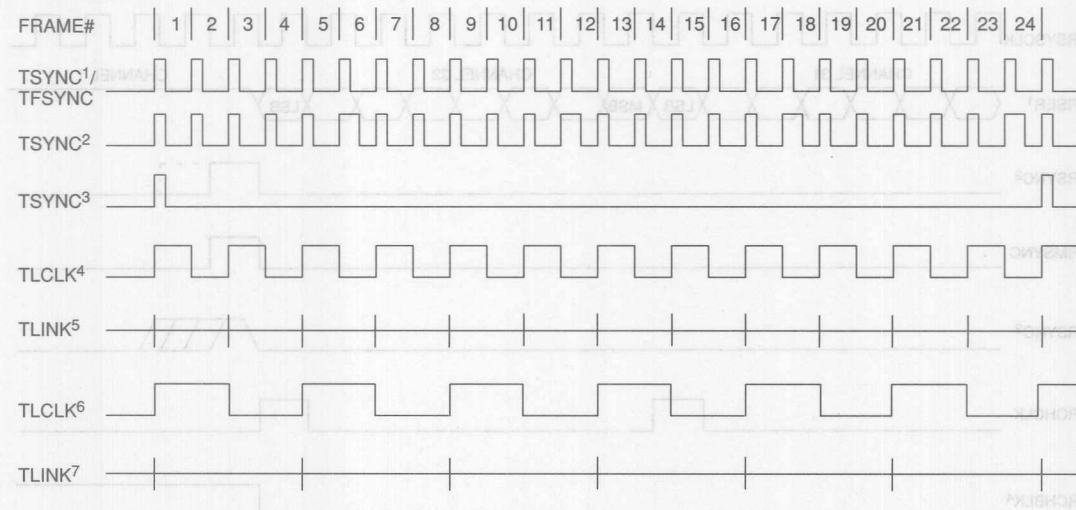 FRAME# 1 2 3 4 5 6 7 8 9 10 11 12 13 14 15 16 17 18 19 20 21 22 23 24
TSYNC¹/
TFSYNC
TSYNC²
TSYNC³
TLCLK⁴
TLINK⁵
TLCLK⁶
TLINK⁷